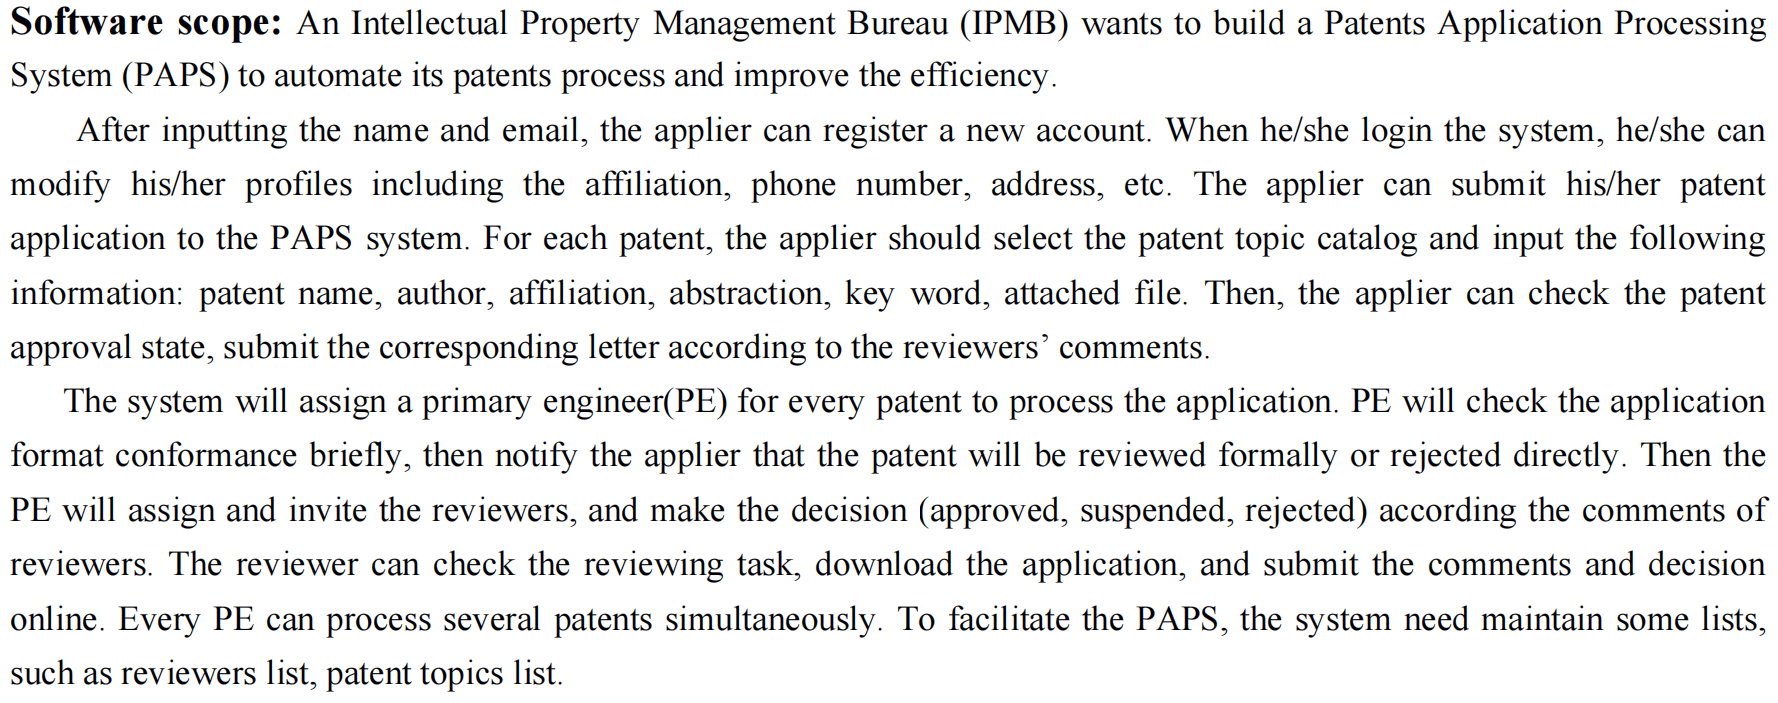 Software scope: An Intellectual Property Management Bureau (IPMB) wants to build a Patents Application Processing
System (PAPS) to automate its patents process and improve the efficiency.
After inputting the name and email, the applier can register a new account. When he/she login the system, he/she can
modify his/her profiles including the affiliation, phone number, address, etc. The applier can submit his/her patent
application to the PAPS system. For each patent, the applier should select the patent topic catalog and input the following
information: patent name, author, affiliation, abstraction, key word, attached file. Then, the applier can check the patent
approval state, submit the corresponding letter according to the reviewers’ comments.
The system will assign a primary engineer(PE) for every patent to process the application. PE will check the application
format conformance briefly, then notify the applier that the patent will be reviewed formally or rejected directly. Then the
PE will assign and invite the reviewers, and make the decision (approved, suspended, rejected) according the comments of
reviewers. The reviewer can check the reviewing task, download the application, and submit the comments and decision
online. Every PE can process several patents simultaneously. To facilitate the PAPS, the system need maintain some lists,
such as reviewers list, patent topics list.